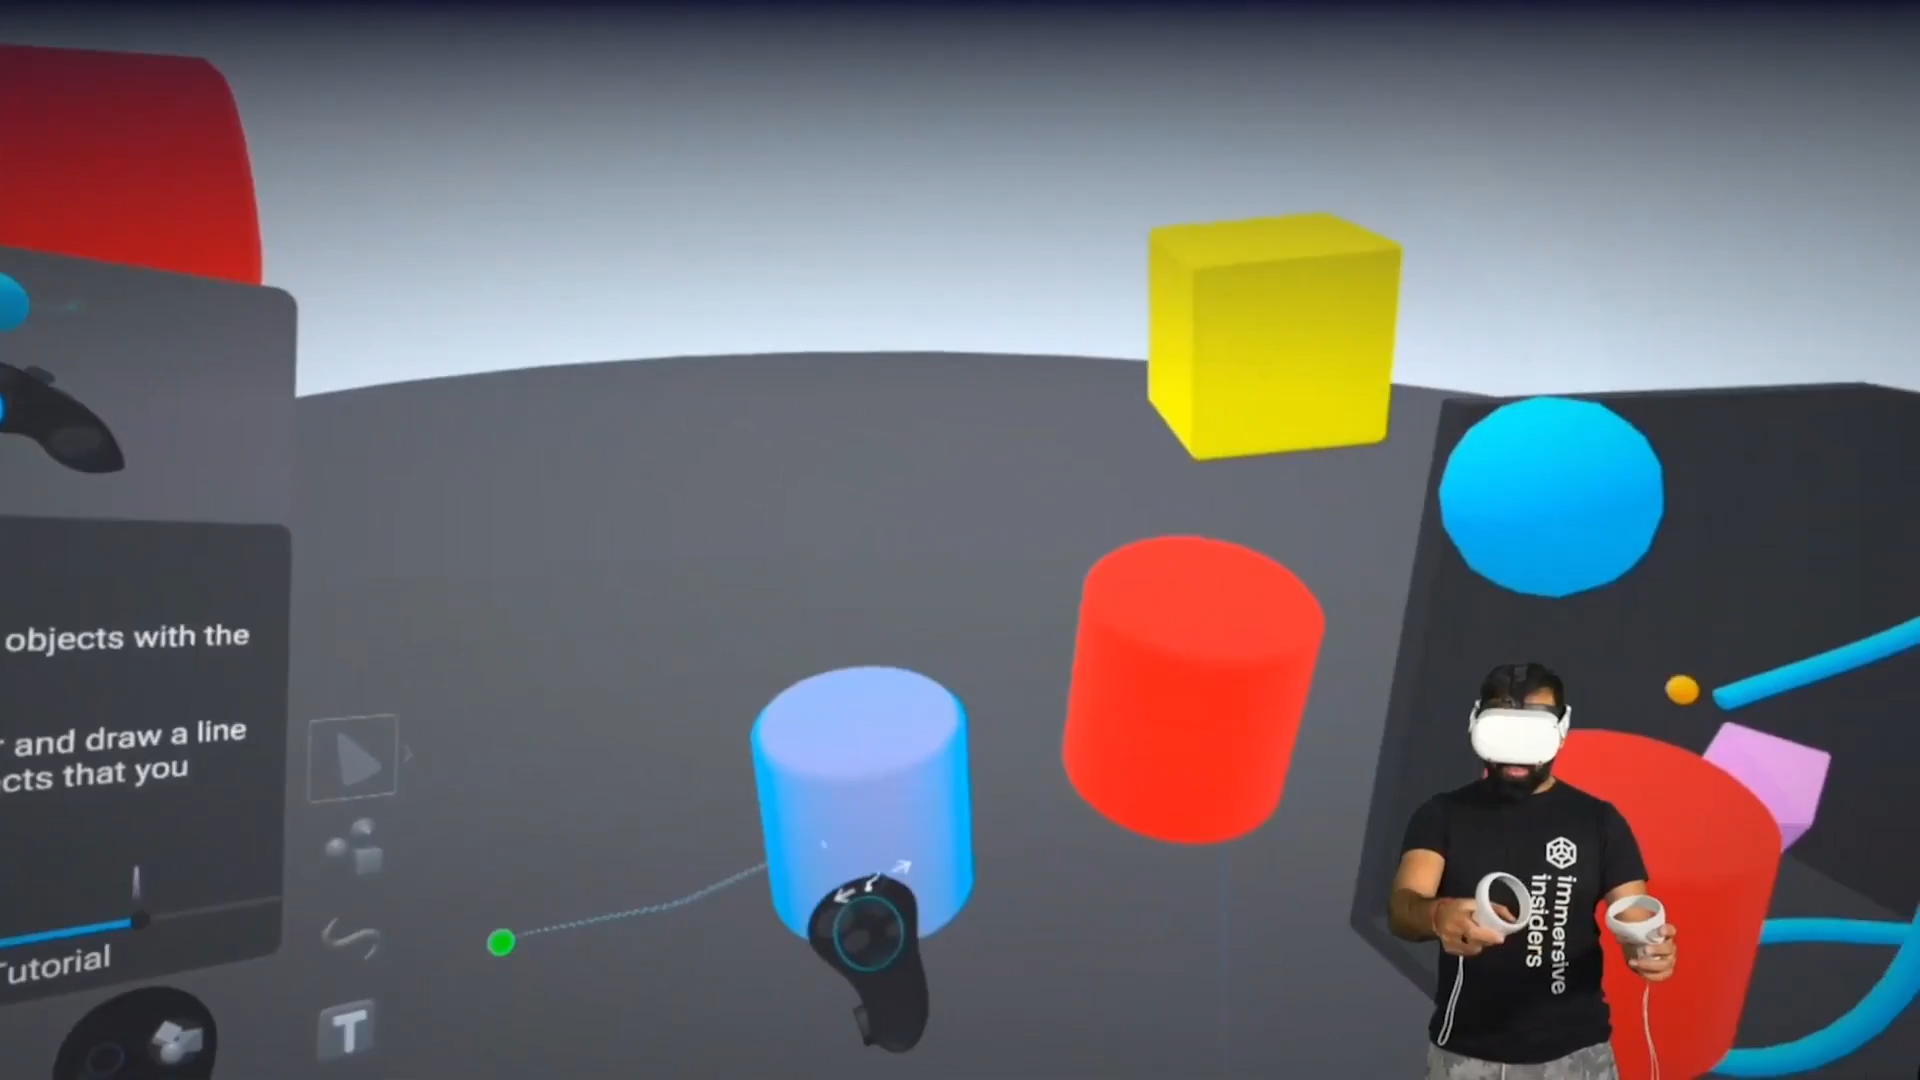 objects with the
and draw a line
cts that you
Tutorial
T
immersive
insiders